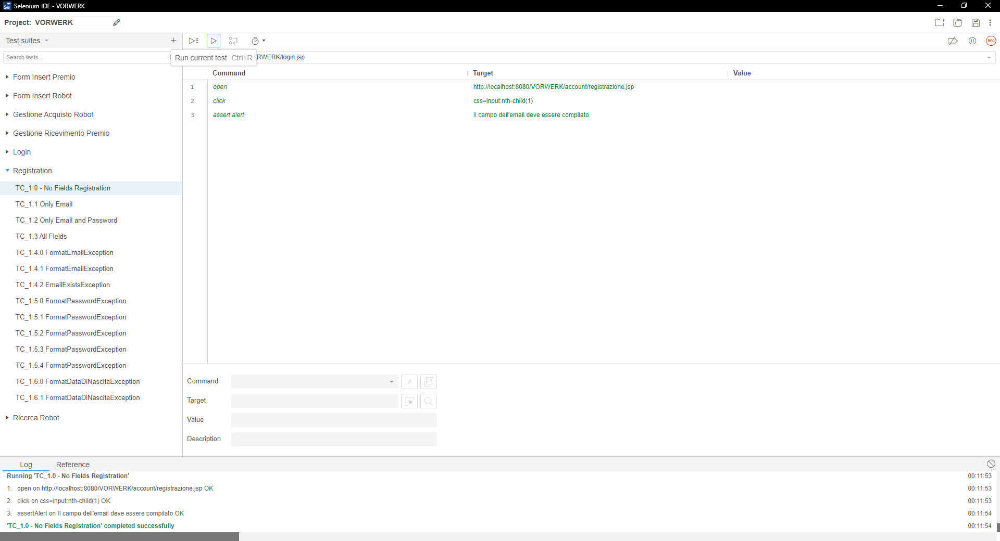 Se Selenium IDE - VORWERK
Project: VORWERK
Test suites
Search tests...
Run current test Ctrl+R
RWERK/login.jsp
REC
Command Target Value
1 open http://localhost:8080/VORWERK/account/registrazione.jsp
2 click css=input:nth-child(1)
3 assert alert Il campo dell'email deve essere compilato
Form Insert Premio
Form Insert Robot
Gestione Acquisto Robot
Gestione Ricevimento Premio
Login
Registration
TC_1.0 - No Fields Registration
TC_1.1 Only Email
TC_1.2 Only Email and Password
TC_1.3 All Fields
TC_1.4.0 FormatEmailException
TC_1.4.1 FormatEmailException
TC_1.4.2 EmailExistsException
TC_1.5.0 FormatPasswordException
TC_1.5.1 FormatPasswordException
TC_1.5.2 FormatPasswordException
TC_1.5.3 FormatPasswordException
TC_1.5.4 FormatPasswordException
TC_1.6.0 FormatDataDiNascitaException
TC_1.6.1 FormatDataDiNascitaException
Ricerca Robot
Command //
Target
Value
Description
Log Reference
Running 'TC_1.0 - No Fields Registration' 00:11:53
1. open on http://localhost:8080/VORWERK/account/registrazione.jsp OK 00:11:53
2. click on css=input:nth-child(1) OK 00:11:53
3. assertAlert on Il campo dell'email deve essere compilato OK 00:11:54
'TC_1.0 - No Fields Registration' completed successfully 00:11:54